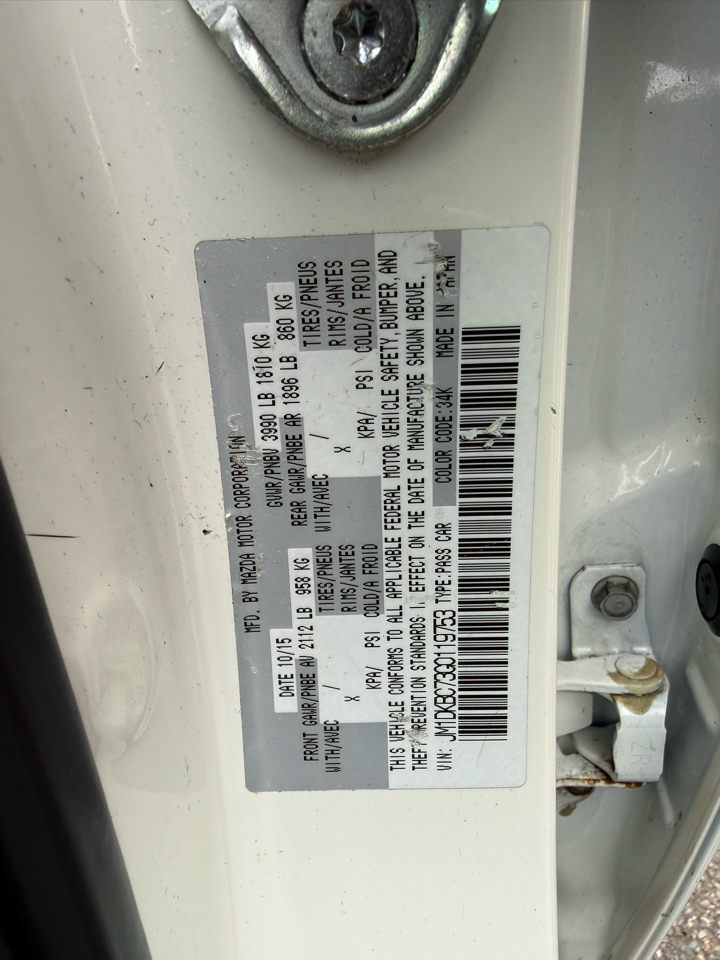 MFD. BY MAZDA MOTOR CORPORATION
DATE 10/15 GVWR/PNBV 3990 LB 1810 KG
FRONT GAWR/PNBE AV 2112 LB 958 KG REAR GAWR/PNBE AR 1896 LB 860 KG
WITH/AVEC / TIRES/PNEUS WITH/AVEC / TIRES/PNEUS
X RIMS/JANTES X RIMS/JANTES
KPA/ PSI COLD/A FROID KPA/ PSI COLD/A FROID
THIS VEHICLE CONFORMS TO ALL APPLICABLE FEDERAL MOTOR VEHICLE SAFETY, BUMPER, AND
THEFT PREVENTION STANDARDS I. EFFECT ON THE DATE OF MANUFACTURE SHOWN ABOVE.
VIN: JM1DKBC73G0119753 TYPE:PASS CAR COLOR CODE:34K MADE IN JAPAN
ZR